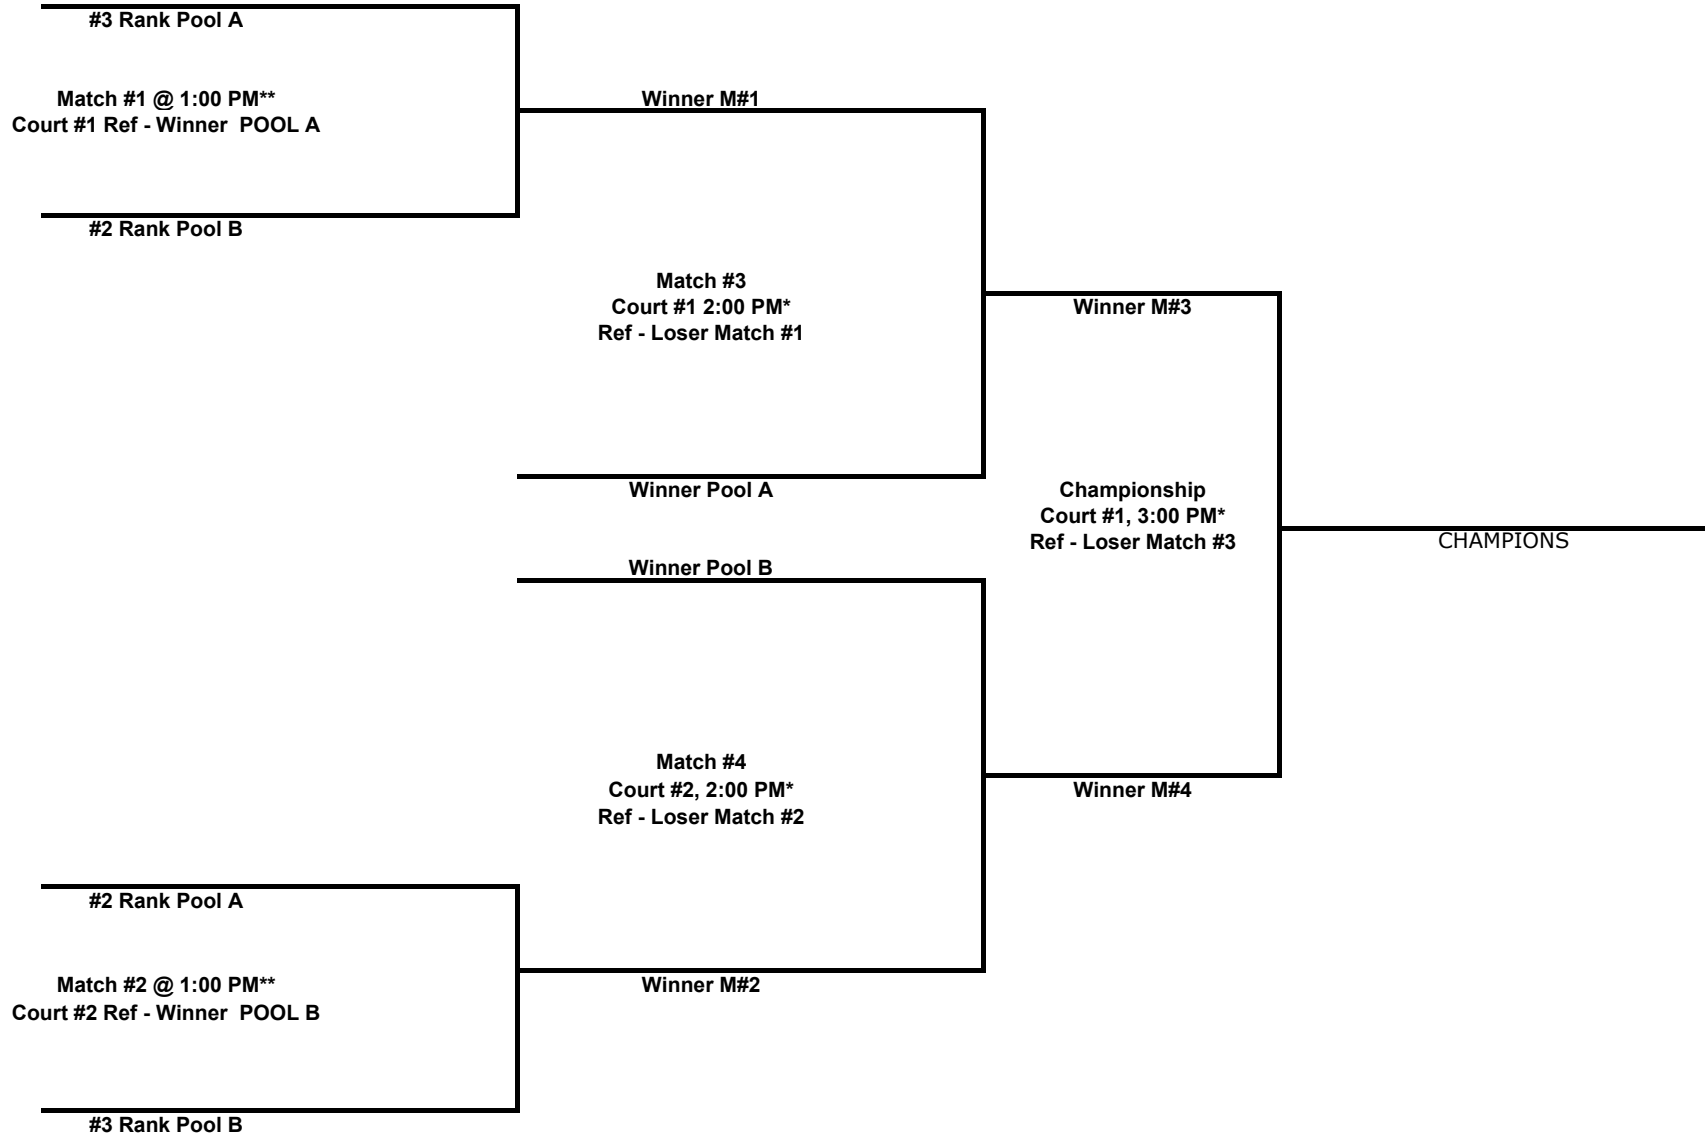 #3 Rank Pool A
Match #1 @ 1:00 PM**
Court #1 Ref - Winner  POOL A
#2 Rank Pool B
Winner M#1
Match #3
Court #1 2:00 PM*
Ref - Loser Match #1
Winner Pool A
Winner M#3
Championship
Court #1, 3:00 PM*
Ref - Loser Match #3
CHAMPIONS
Winner Pool B
Match #4
Court #2, 2:00 PM*
Ref - Loser Match #2
Winner M#4
#2 Rank Pool A
Match #2 @ 1:00 PM**
Court #2 Ref - Winner  POOL B
Winner M#2
#3 Rank Pool B